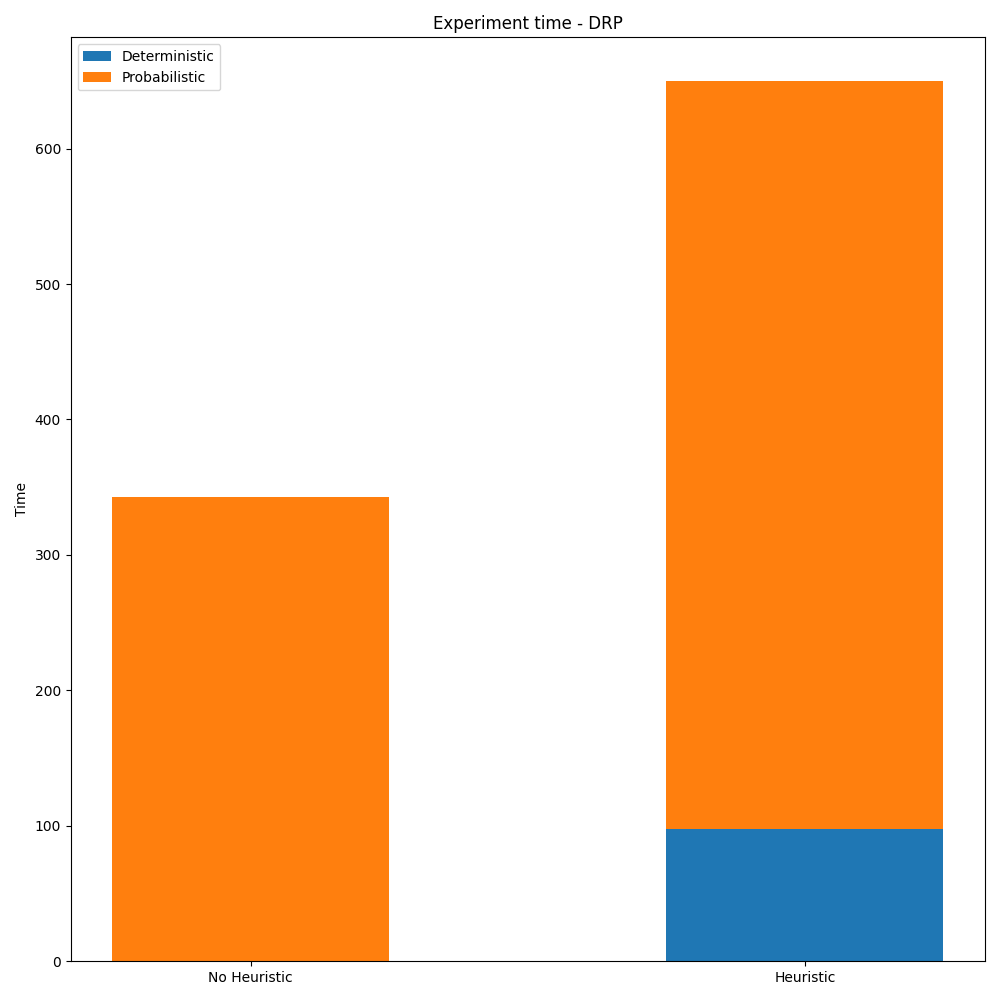 Experiment time - DRP
Deterministic
Probabilistic
600
500
400
300
200
100
0
Time
No Heuristic
Heuristic